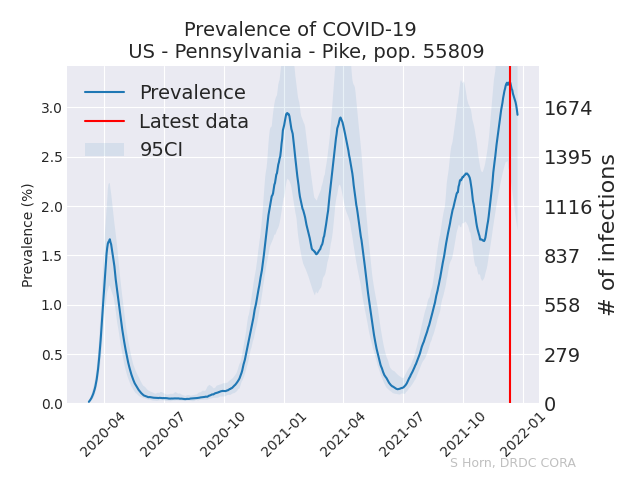 Prevalence of COVID-19
US - Pennsylvania - Pike, pop. 55809
Prevalence
Latest data
95CI
Prevalence (%)
3.0
2.5
2.0
1.5
1.0
0.5
0.0
1674
1395
1116
837
558
279
0
# of infections
2020-04
2020-07
2020-10
2021-01
2021-04
2021-07
2021-10
2022-01
S Horn, DRDC CORA